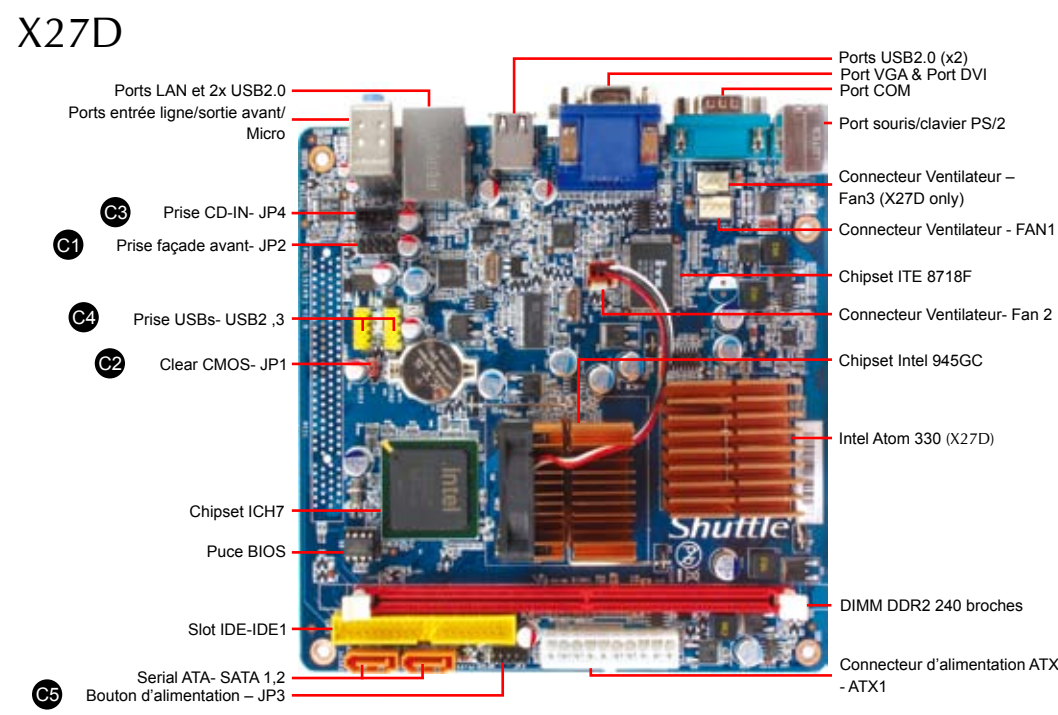 X27D
Ports LAN et 2x USB2.0
Ports entrée ligne/sortie avant/
Micro
C3
Prise CD-IN- JP4
C1
Prise façade avant- JP2
C4
Prise USBs- USB2 ,3
C2
Clear CMOS- JP1
Chipset ICH7
Puce BIOS
Slot IDE-IDE1
Serial ATA- SATA 1,2
C5
Bouton d'alimentation – JP3
Ports USB2.0 (x2)
Port VGA & Port DVI
Port COM
Port souris/clavier PS/2
Connecteur Ventilateur –
Fan3 (X27D only)
Connecteur Ventilateur - FAN1
Chipset ITE 8718F
Connecteur Ventilateur- Fan 2
Chipset Intel 945GC
Intel Atom 330 (X27D)
DIMM DDR2 240 broches
Connecteur d'alimentation ATX
- ATX1
intel
Shuttle